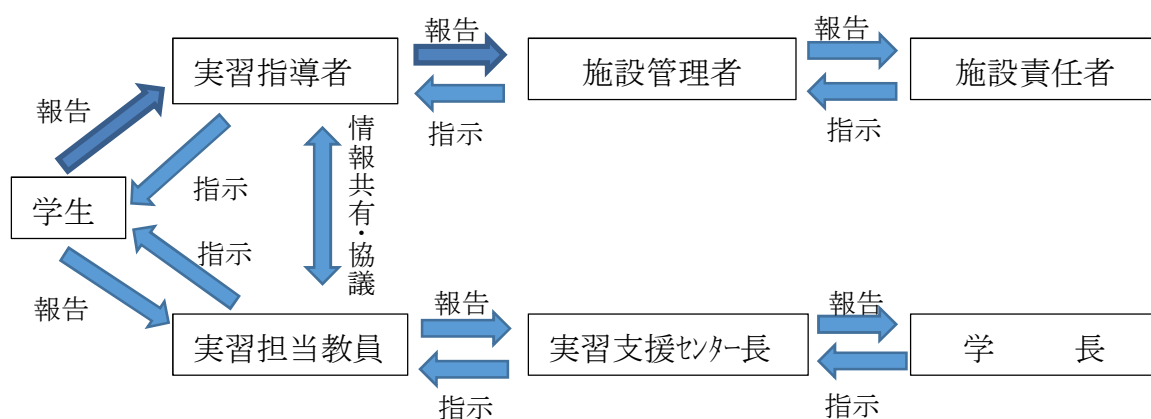 報告
報告
実習指導者
施設管理者
施設責任者
報告
指示
指示
情報共有・協議
指示
学生
指示
報告
報告
報告
実習担当教員
実習支援ｾﾝﾀｰ長
学　　長
指示
指示